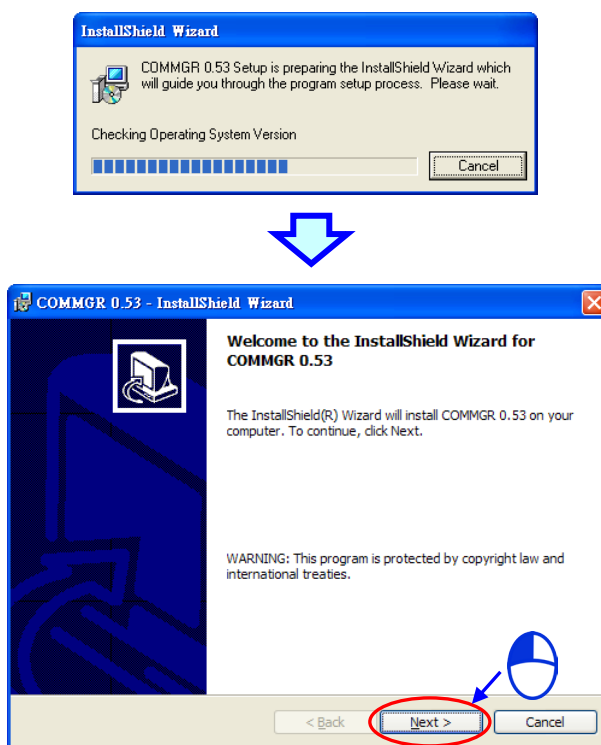 InstallShield Wizard
COMMGR 0.53 Setup is preparing the InstallShield Wizard which
will guide you through the program setup process. Please wait.
Checking Operating System Version
Cancel
COMMGR 0.53 - InstallShield Wizard
Welcome to the InstallShield Wizard for
COMMGR 0.53
The InstallShield(R) Wizard will install COMMGR 0.53 on your
computer. To continue, click Next.
WARNING: This program is protected by copyright law and
international treaties.
< Back Next > Cancel